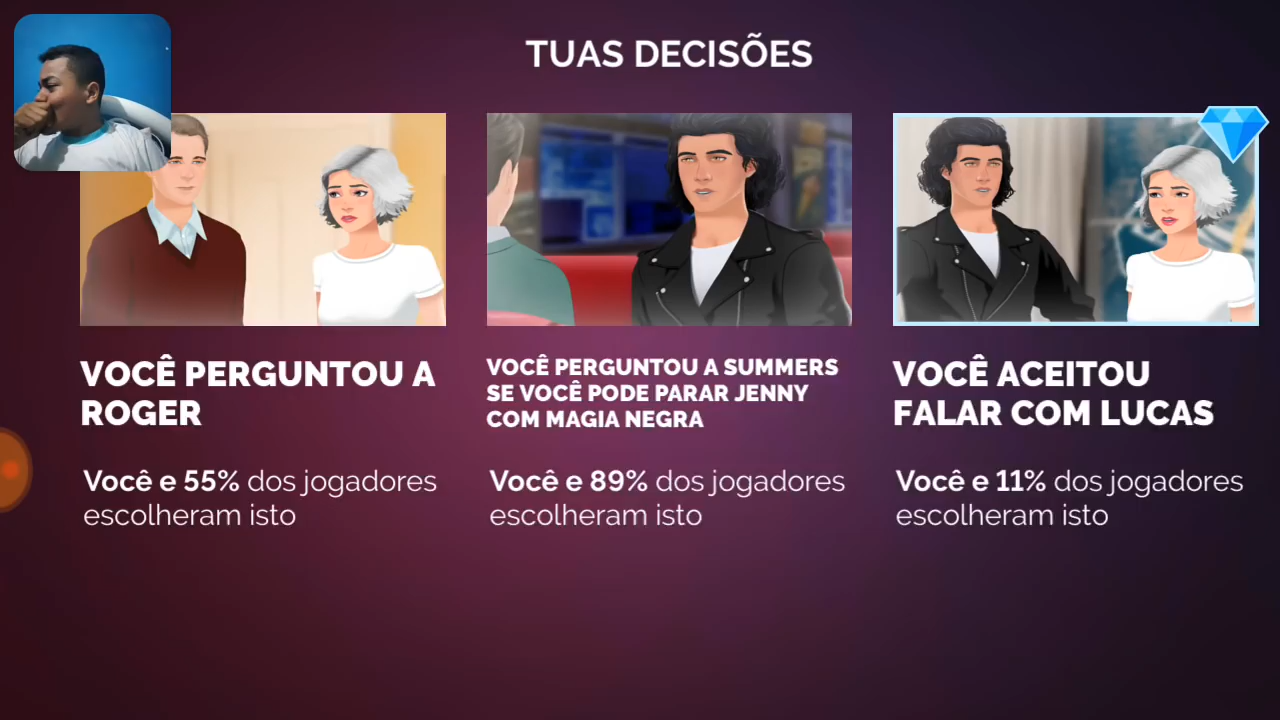 TUAS DECISÕES
VOCÊ PERGUNTOU A
ROGER
Você e 55% dos jogadores
escolheram isto
VOCÊ PERGUNTOU A SUMMERS
SE VOCÊ PODE PARAR JENNY
COM MAGIA NEGRA
Você e 89% dos jogadores
escolheram isto
VOCÊ ACEITOU
FALAR COM LUCAS
Você e 11% dos jogadores
escolheram isto